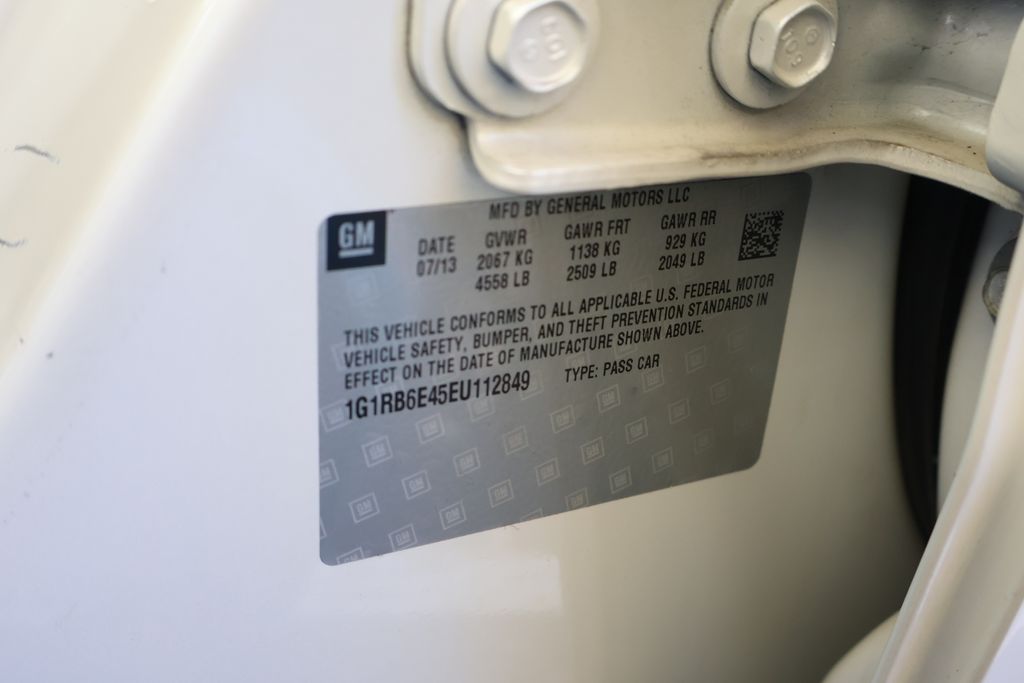 MFD BY GENERAL MOTORS LLC
GM
DATE GVWR GAWR FRT GAWR RR
07/13 2067 KG 1138 KG 929 KG
4558 LB 2509 LB 2049 LB
THIS VEHICLE CONFORMS TO ALL APPLICABLE U.S. FEDERAL MOTOR
VEHICLE SAFETY, BUMPER, AND THEFT PREVENTION STANDARDS IN
EFFECT ON THE DATE OF MANUFACTURE SHOWN ABOVE.
1G1RB6E45EU112849 TYPE: PASS CAR